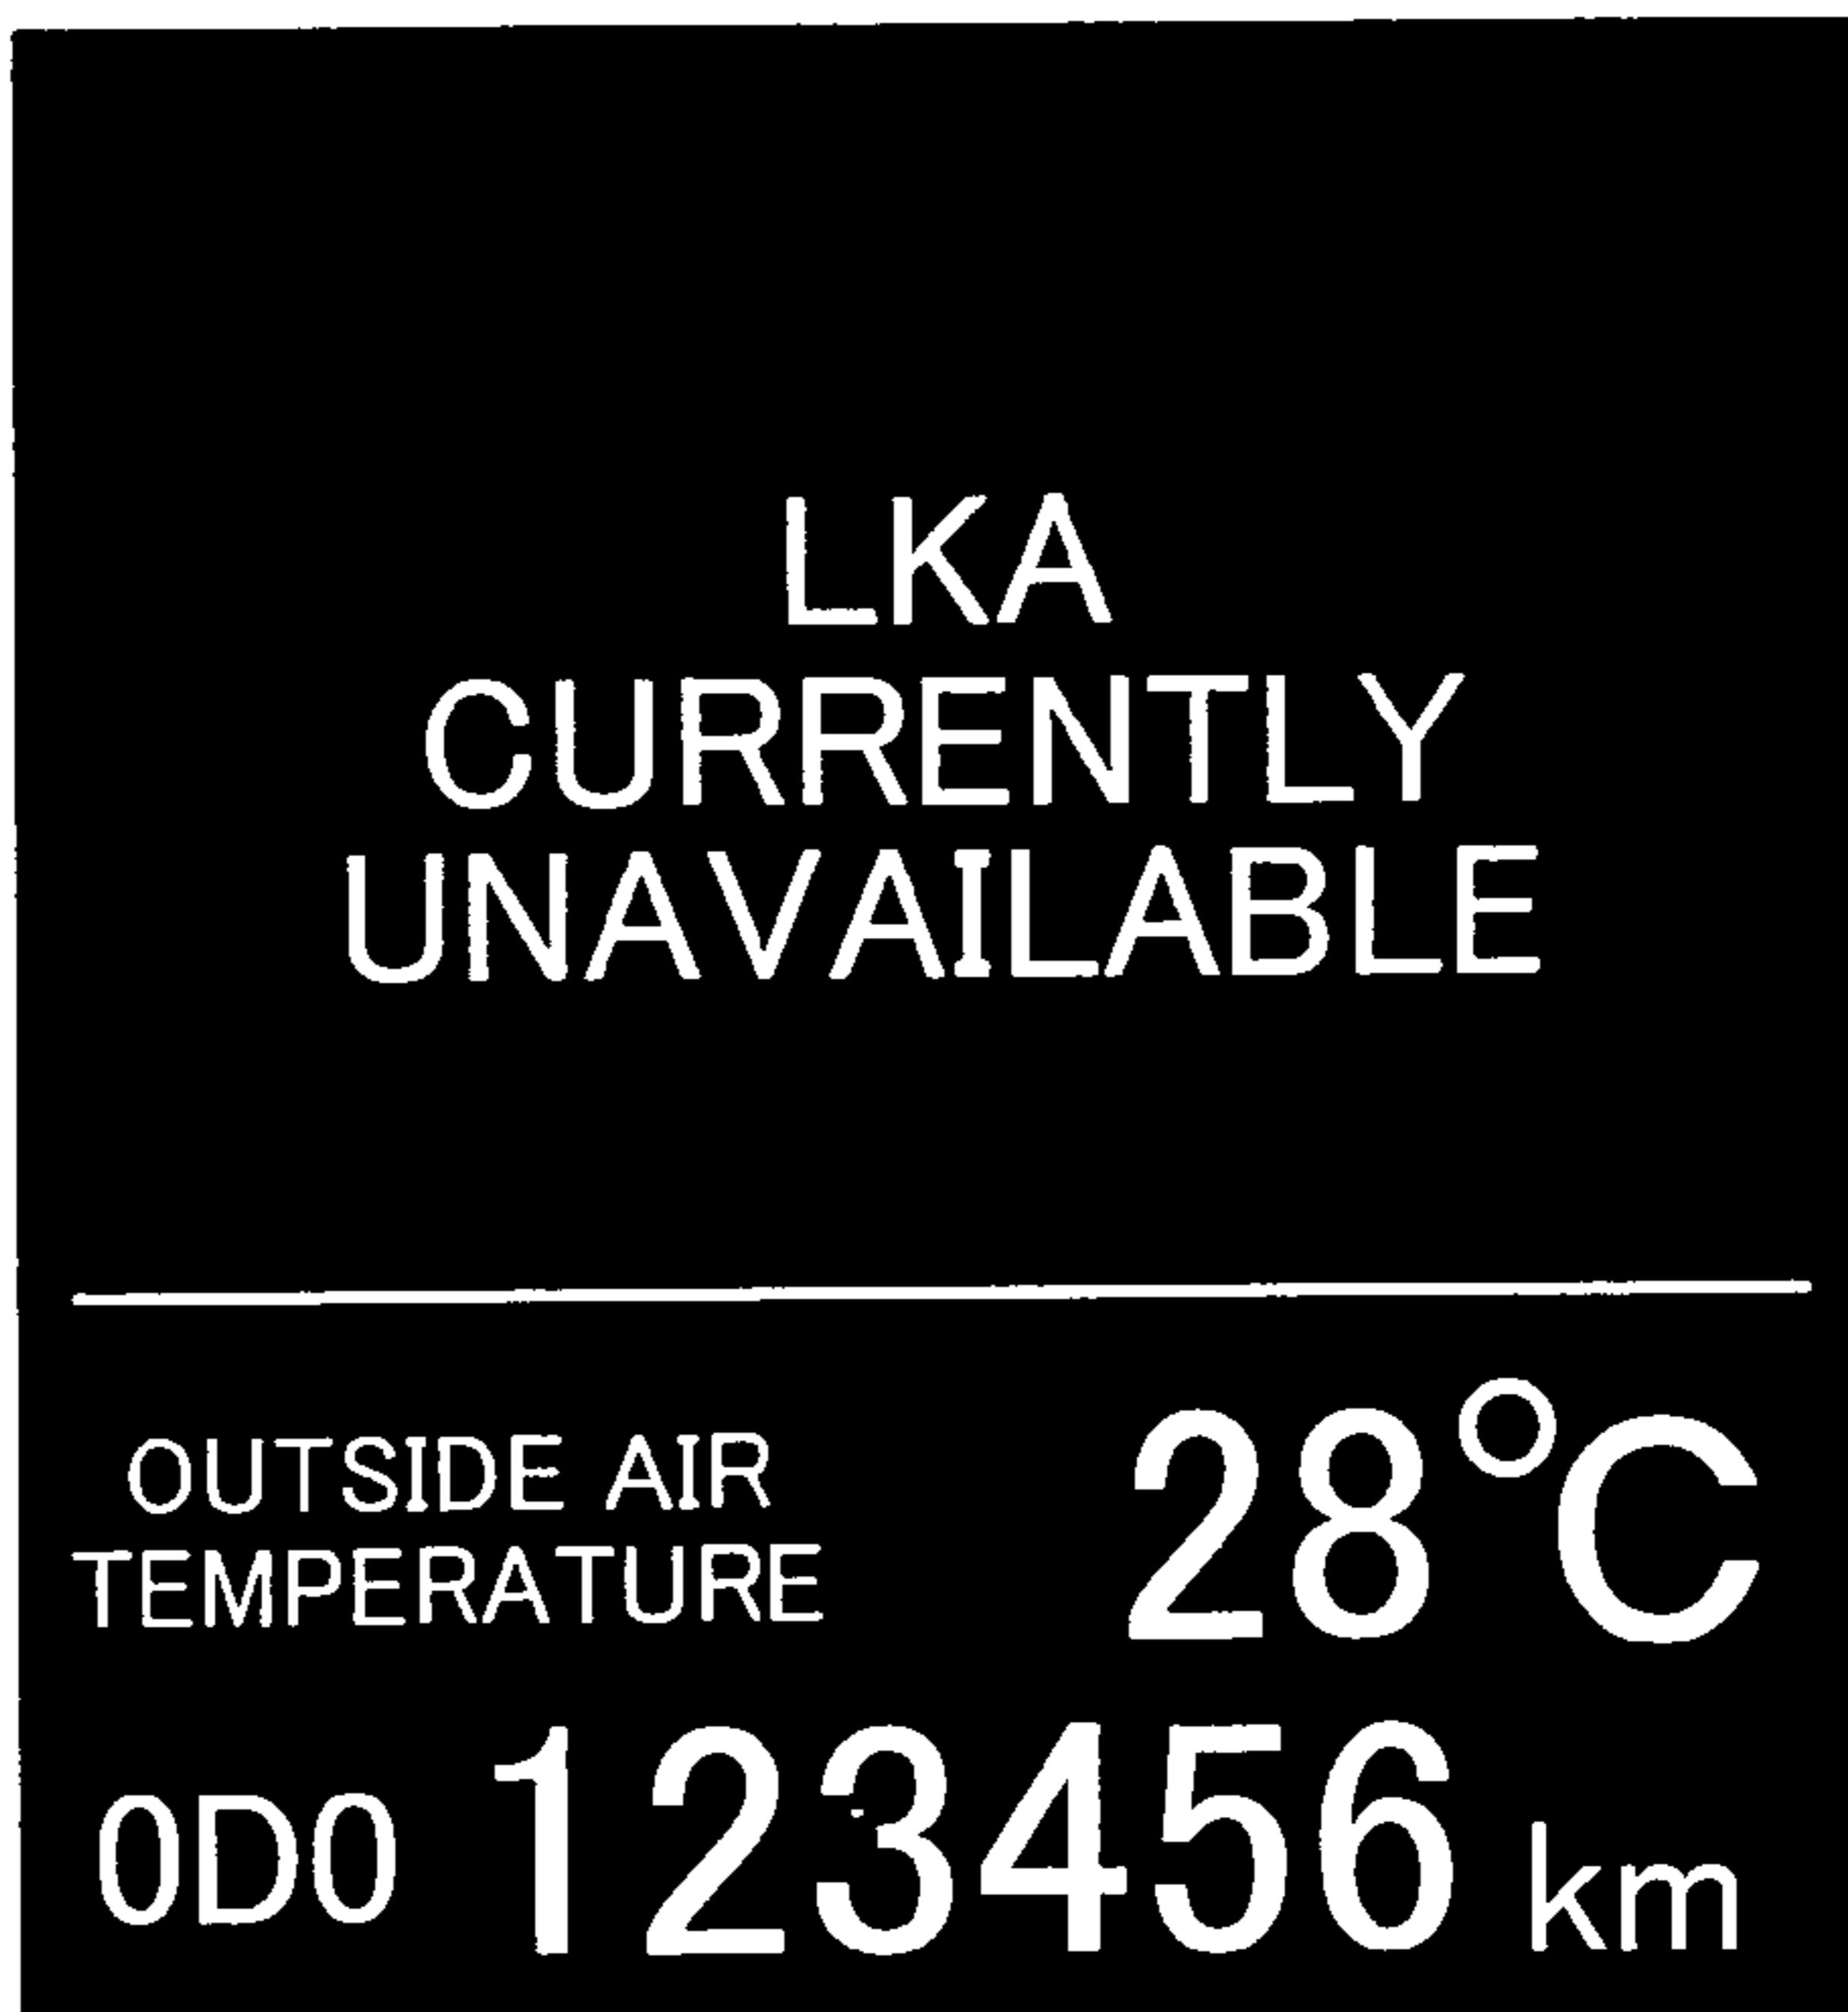 LKA
CURRENTLY
UNAVAILABLE
OUTSIDE AIR
TEMPERATURE
28°C
ODO 123456 km